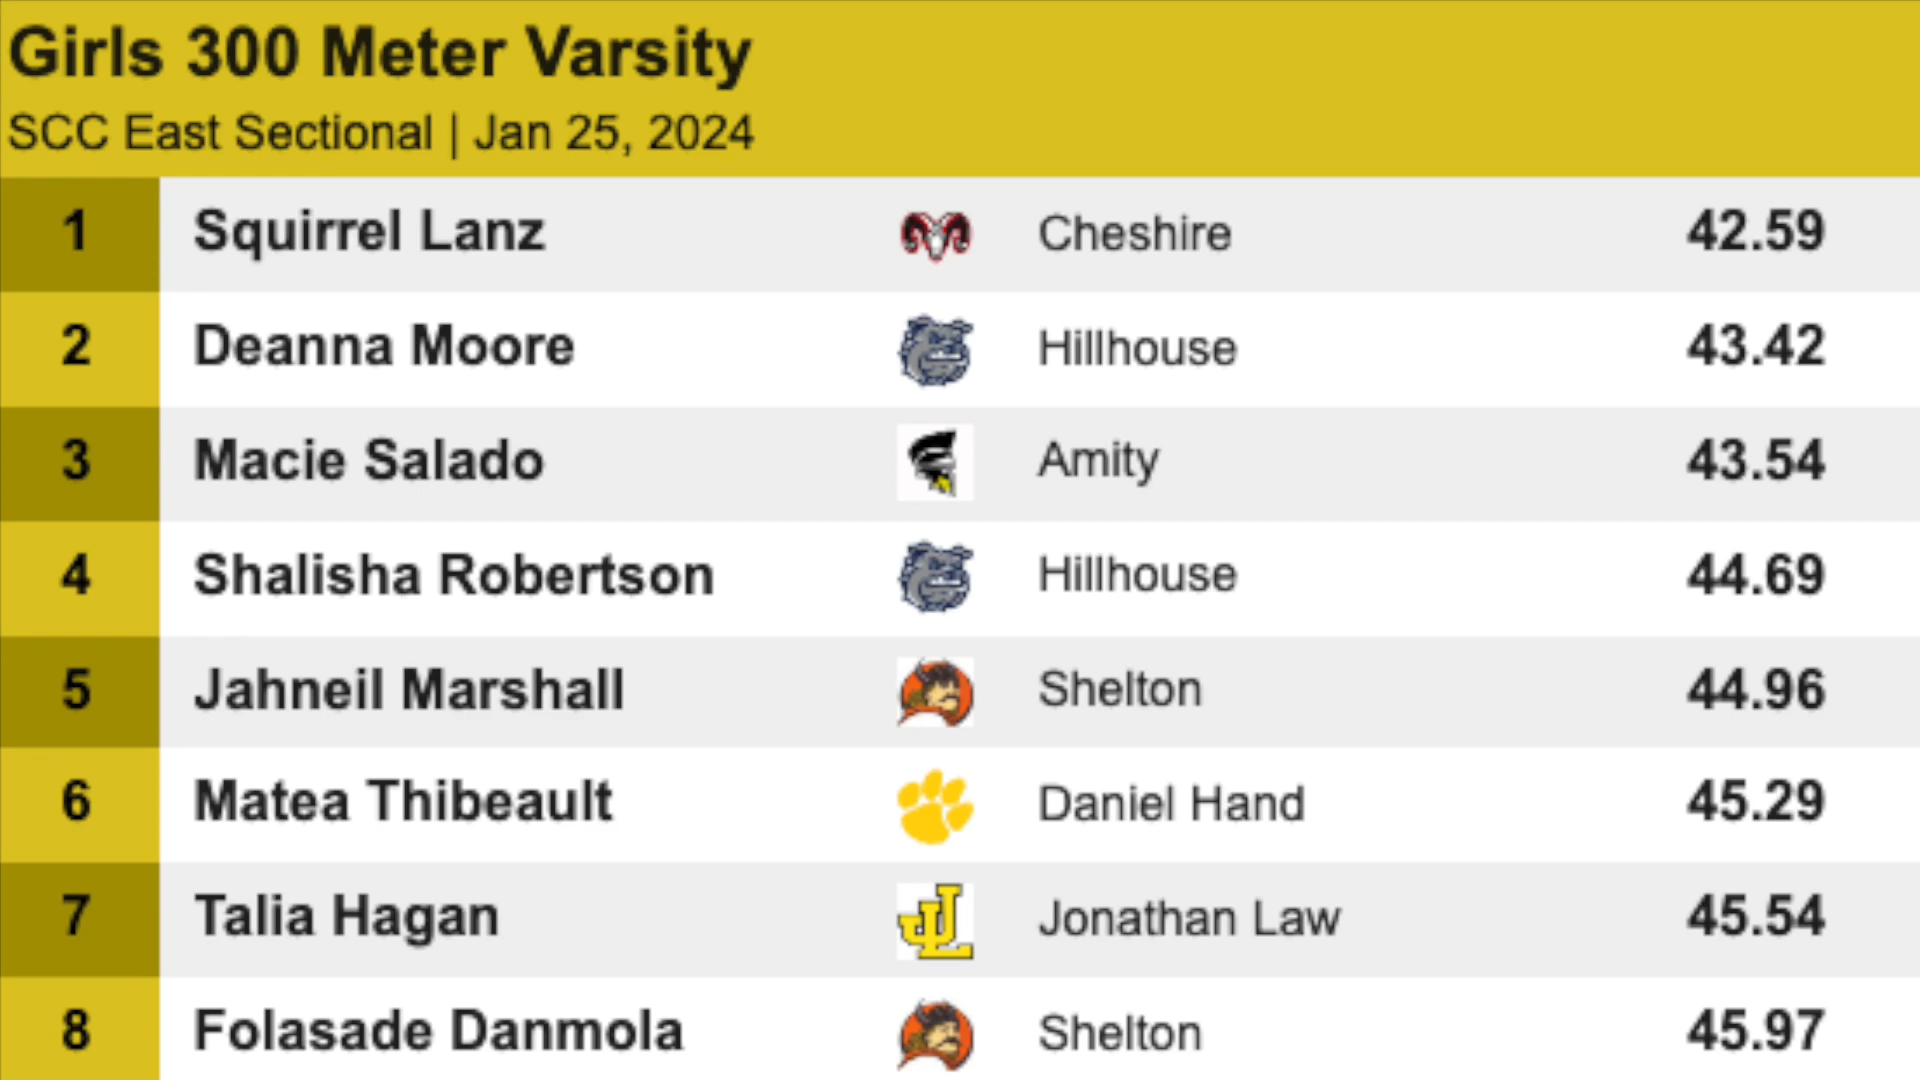 Girls 300 Meter Varsity
SCC East Sectional | Jan 25, 2024
1 Squirrel Lanz Cheshire 42.59
2 Deanna Moore Hillhouse 43.42
3 Macie Salado Amity 43.54
4 Shalisha Robertson Hillhouse 44.69
5 Jahneil Marshall Shelton 44.96
6 Matea Thibeault Daniel Hand 45.29
7 Talia Hagan JL Jonathan Law 45.54
8 Folasade Danmola Shelton 45.97